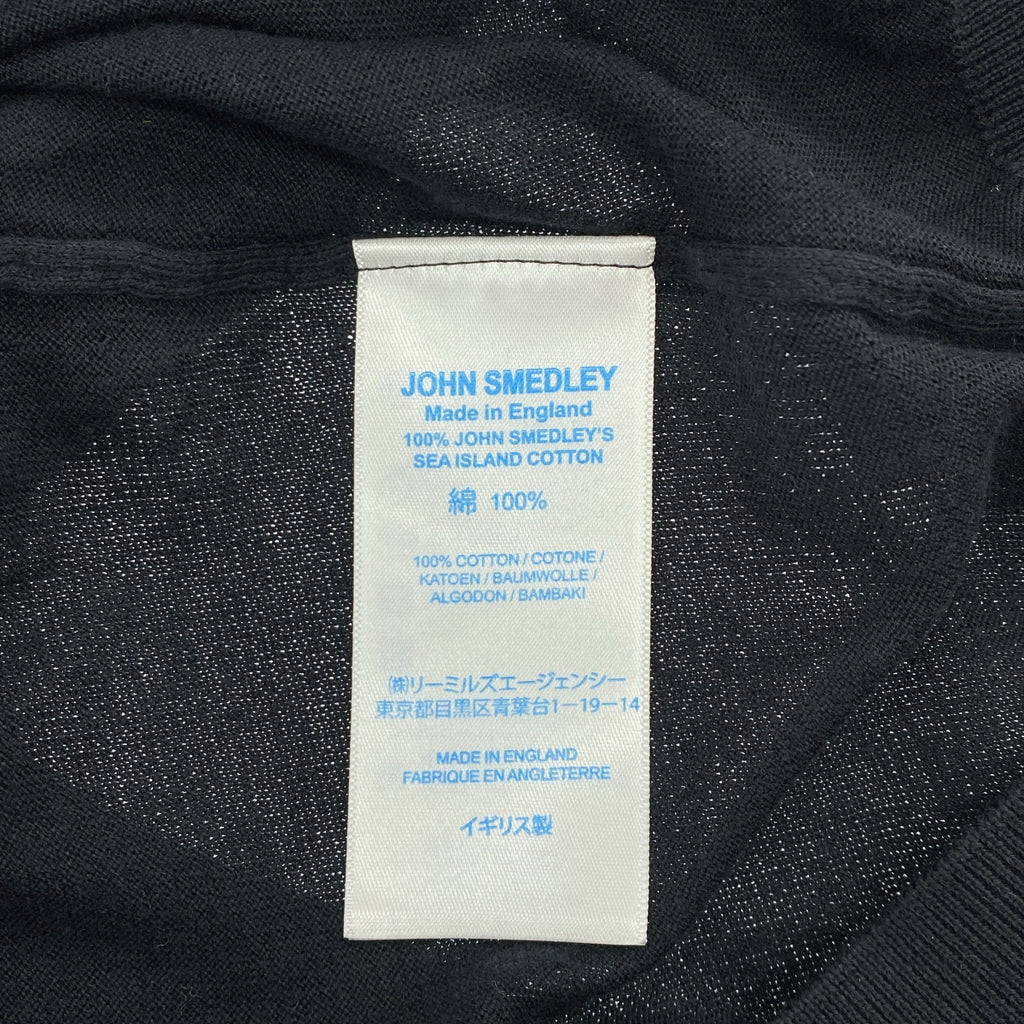 JOHN SMEDLEY
Made in England
100% JOHN SMEDLEY'S
SEA ISLAND COTTON
綿 100%
100% COTTON / COTONE /
KATOEN / BAUMWOLLE /
ALGODON / BAMBAKI
㈱リーミルズエージェンシー
東京都目黒区青葉台1−19−14
MADE IN ENGLAND
FABRIQUE EN ANGLETERRE
イギリス製